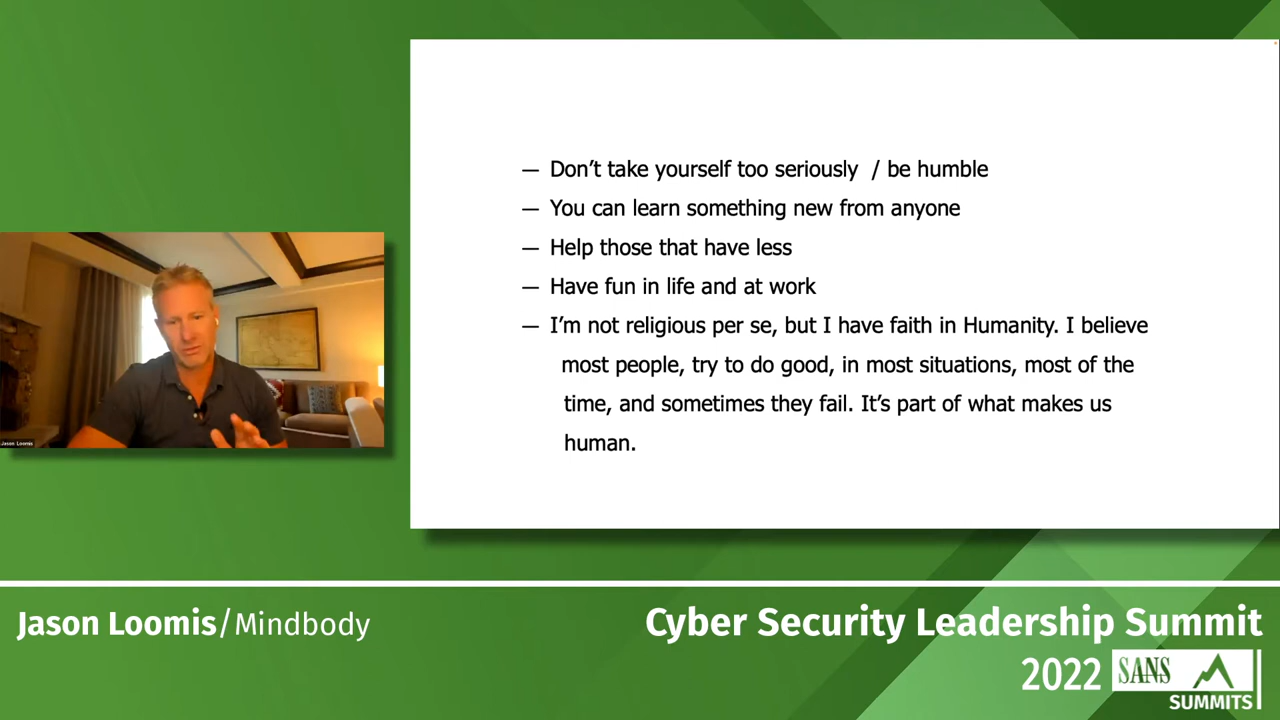 — Don't take yourself too seriously / be humble
— You can learn something new from anyone
— Help those that have less
— Have fun in life and at work
— I'm not religious per se, but I have faith in Humanity. I believe
most people, try to do good, in most situations, most of the
time, and sometimes they fail. It's part of what makes us
human.
Jason Loomis
Jason Loomis/Mindbody
Cyber Security Leadership Summit
2022 SANS
SUMMITS